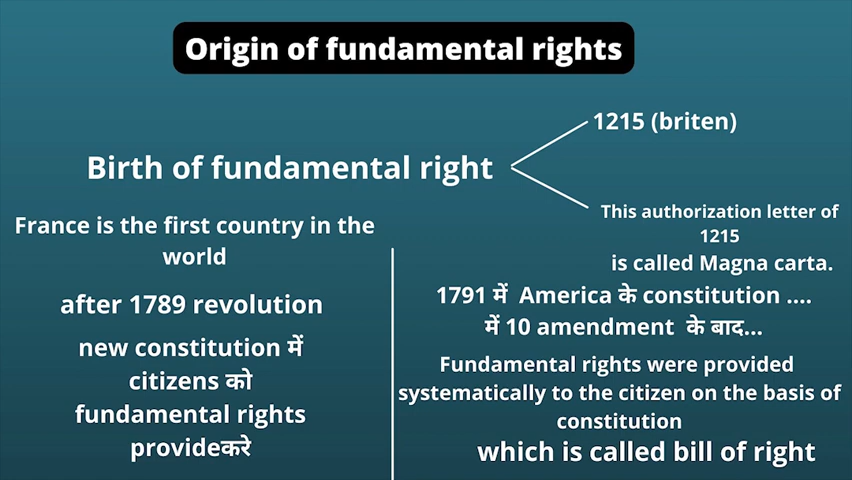 Origin of fundamental rights
Birth of fundamental right
1215 (briten)
This authorization letter of
1215
is called Magna carta.
France is the first country in the
world
after 1789 revolution
new constitution में
citizens को
fundamental rights
provideकरे
1791 में America के constitution ....
में 10 amendment के बाद...
Fundamental rights were provided
systematically to the citizen on the basis of
constitution
which is called bill of right